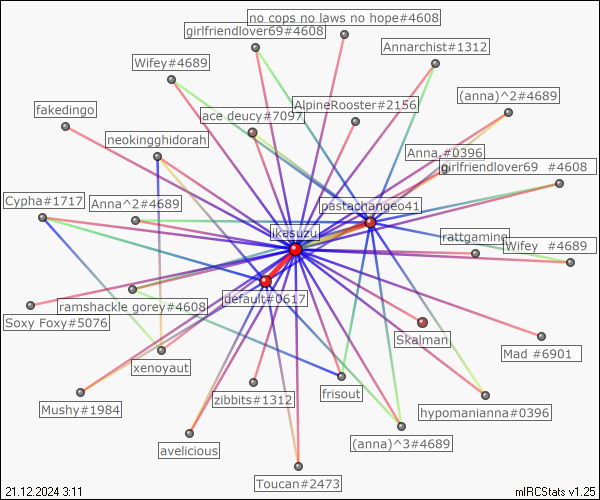 no cops no laws no hope#4608
girlfriendlover69#4608
Annarchist#1312
Wifey#4689
(anna)^2#4689
AlpineRooster#2156
fakedingo
ace deucy#7097
neokingghidorah
Anna,#0396
girlfriendlover69 #4608
Cypha#1717
Anna^2#4689
pastachangeo41
ikesuzu
rattgaming
Wifey #4689
default#0617
ramshackle gorey#4608
Soxy Foxy#5076
Skalman
Mad #6901
xenoyaut
frisout
zibbits#1312
Mushy#1984
hypomanianna#0396
(anna)^3#4689
avelicious
Toucan#2473
21.12.2024 3:11
mIRCStats v1.25